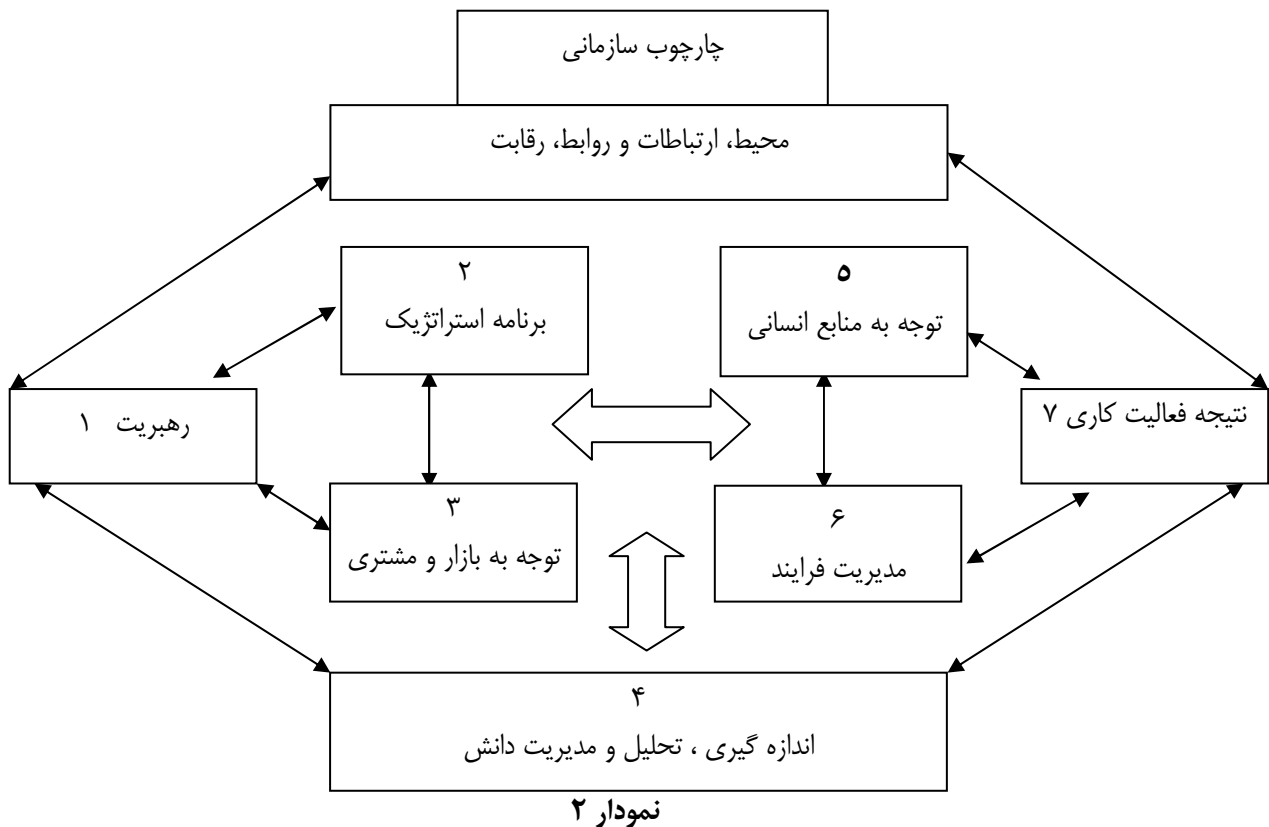 چارچوب سازمانی
محیط، ارتباطات و روابط، رقابت
۲
برنامه استراتژیک
۵
توجه به منابع انسانی
رهبریت ۱
نتیجه فعالیت کاری ۷
۳
توجه به بازار و مشتری
۶
مدیریت فرایند
۴
اندازه گیری ، تحلیل و مدیریت دانش
نمودار ۲